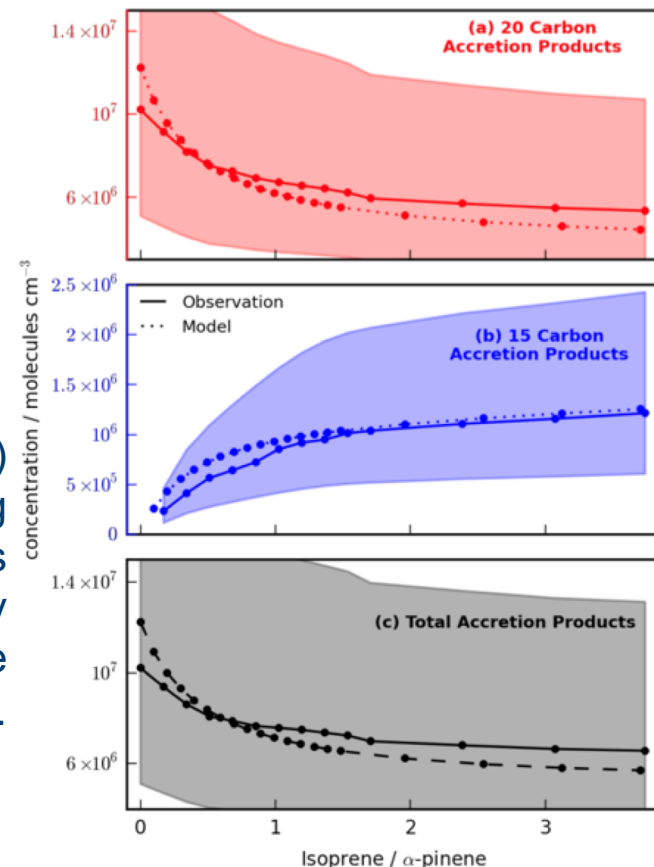 1.4 ×10⁷
10⁷
6 ×10⁶
(a) 20 Carbon
Accretion Products
concentration / molecules cm⁻³
2.5 ×10⁶
2 ×10⁶
1.5 ×10⁶
10⁶
5 ×10⁵
0
Observation
Model
(b) 15 Carbon
Accretion Products
)
g
s
y
e
.
1.4 ×10⁷
10⁷
6 ×10⁶
(c) Total Accretion Products
0 1 2 3
Isoprene / α-pinene